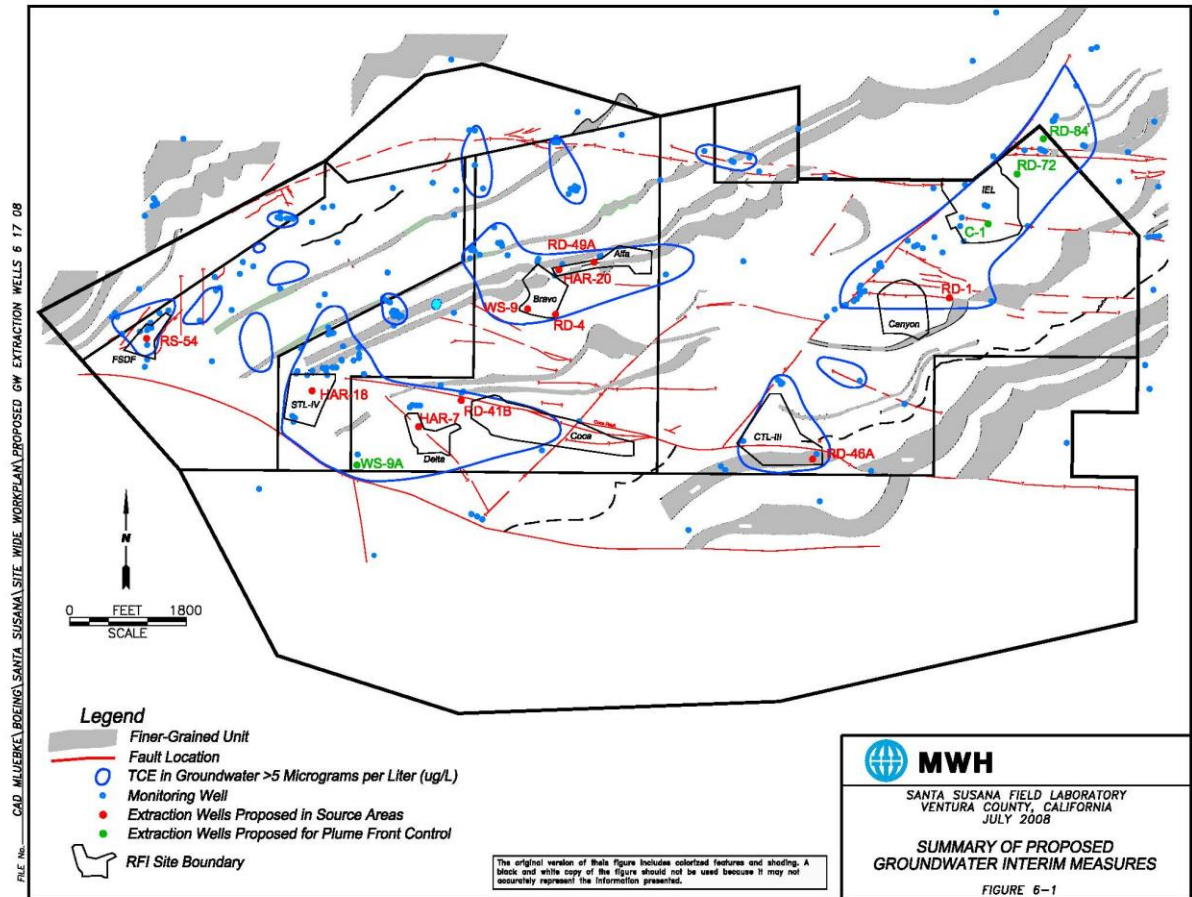 RD-84'
RD-72
IEL
C-1
RD-49A
Alfa
HAR-20
Bravo
WS-9
RD-4
RD-1
Canyon
FSDF
RS-54
STL-IV
HAR-18
RD-41B
HAR-7
Coca
Delta
WS-9A
CTL-III
RD-46A
N
0 FEET 1800
SCALE
Legend
Finer-Grained Unit
Fault Location
TCE in Groundwater >5 Micrograms per Liter (ug/L)
Monitoring Well
Extraction Wells Proposed in Source Areas
Extraction Wells Proposed for Plume Front Control
RFI Site Boundary
The original version of theis figure includes colorized features and shading. A
black and white copy of the figure should not be used because it may not
accurately represent the information presented.
MWH
SANTA SUSANA FIELD LABORATORY
VENTURA COUNTY, CALIFORNIA
JULY 2008
SUMMARY OF PROPOSED
GROUNDWATER INTERIM MEASURES
FIGURE 6-1
FILE No. CAD MLUEBKE\BOEING\SANTA SUSANA\SITE WIDE WORKPLAN\PROPOSED GW EXTRACTION WELLS 6 17 08